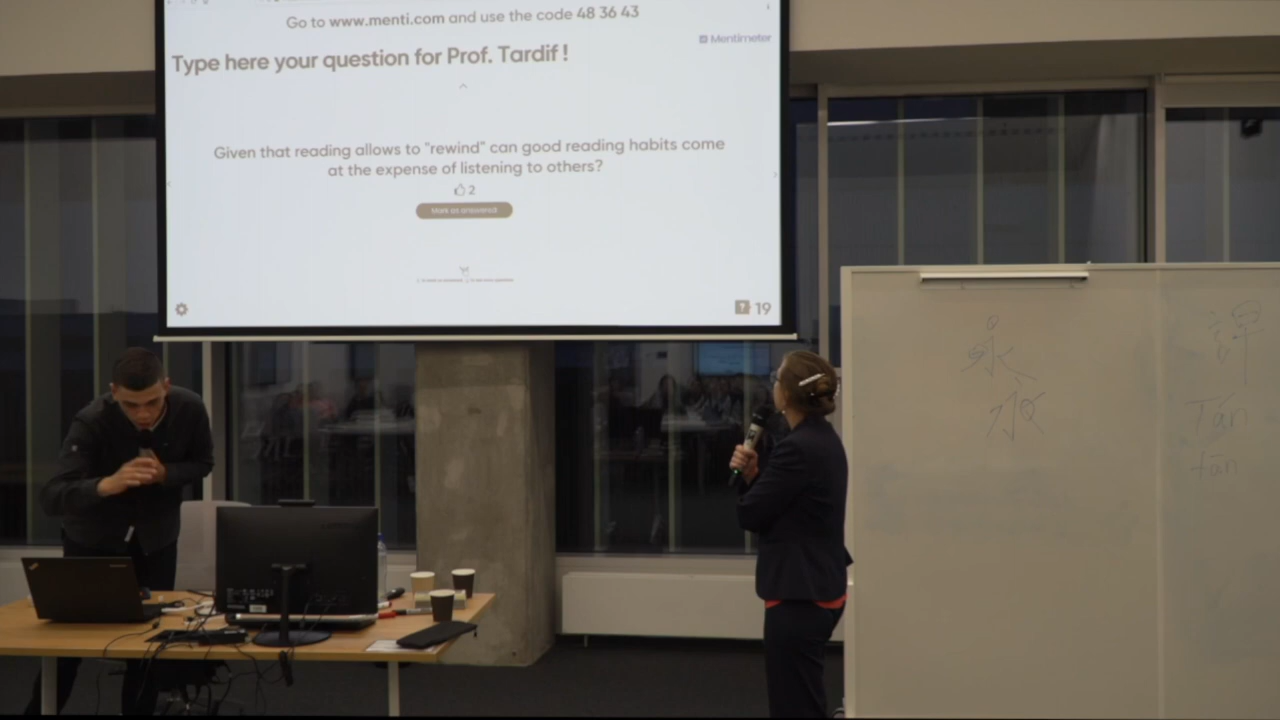 Go to www.menti.com and use the code 48 36 43
Mentimeter
Type here your question for Prof. Tardif !
Given that reading allows to "rewind" can good reading habits come
at the expense of listening to others?
2
Mark as answered
? 19
永
永
Tán
tān